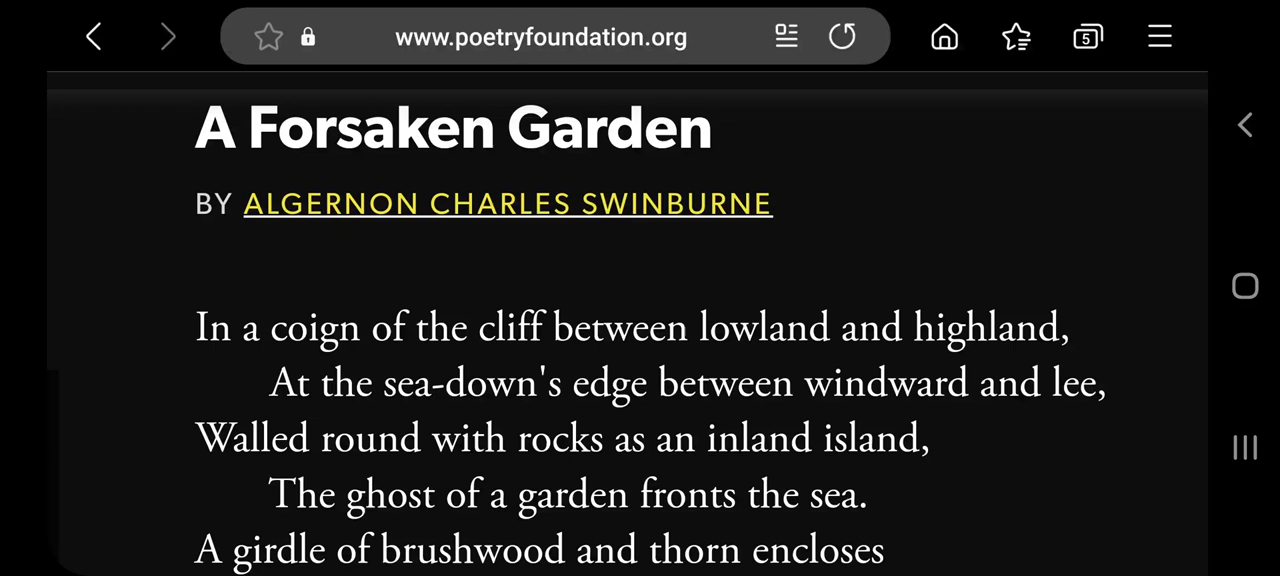 www.poetryfoundation.org
5
A Forsaken Garden
BY ALGERNON CHARLES SWINBURNE
In a coign of the cliff between lowland and highland,
At the sea-down's edge between windward and lee,
Walled round with rocks as an inland island,
The ghost of a garden fronts the sea.
A girdle of brushwood and thorn encloses